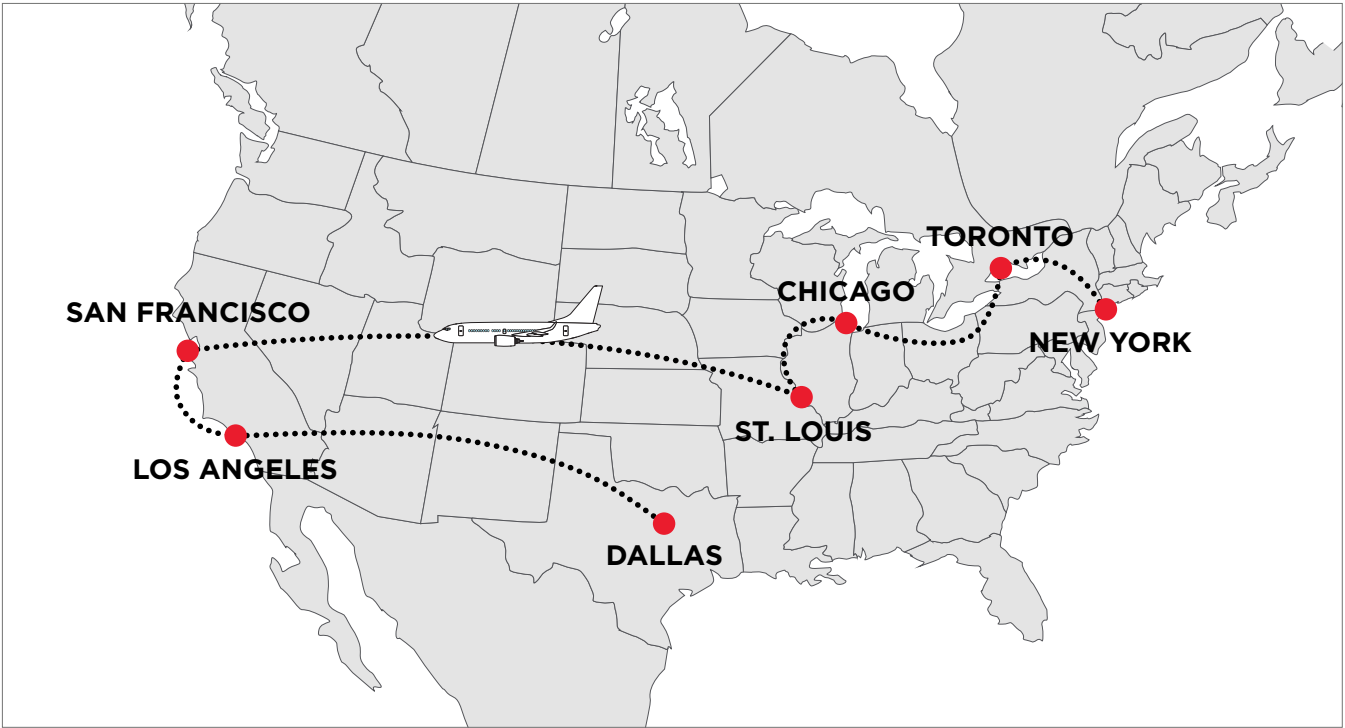 TORONTO
CHICAGO
SAN FRANCISCO
NEW YORK
ST. LOUIS
LOS ANGELES
DALLAS